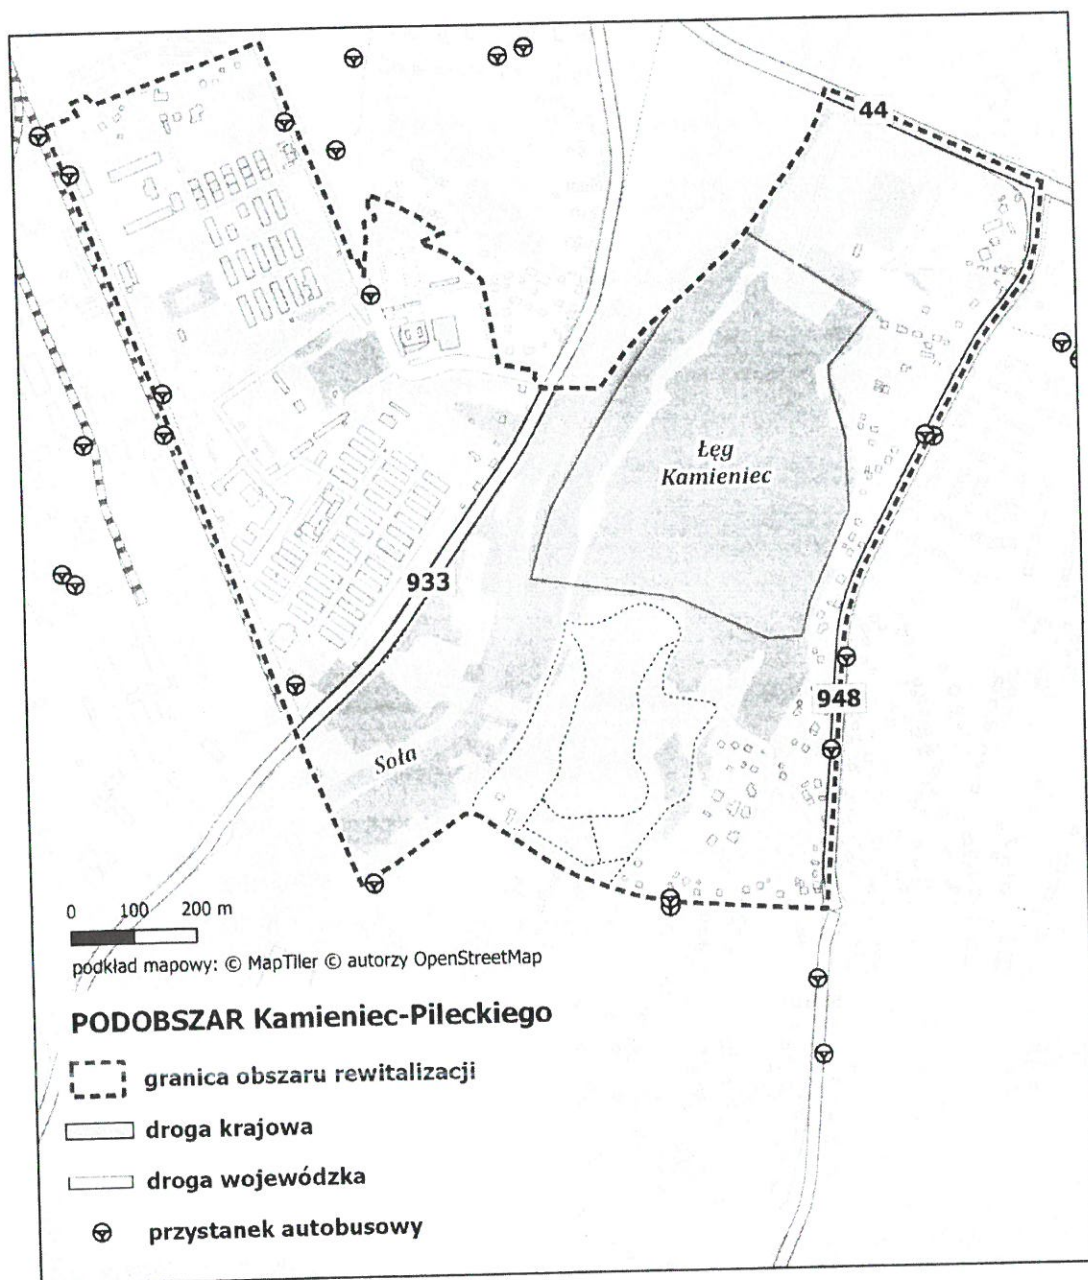 44
Łęg
Kamieniec
933
948
Soła
0 100 200 m
podkład mapowy: © MapTiler © autorzy OpenStreetMap
PODOBSZAR Kamieniec-Pileckiego
granica obszaru rewitalizacji
droga krajowa
droga wojewódzka
przystanek autobusowy